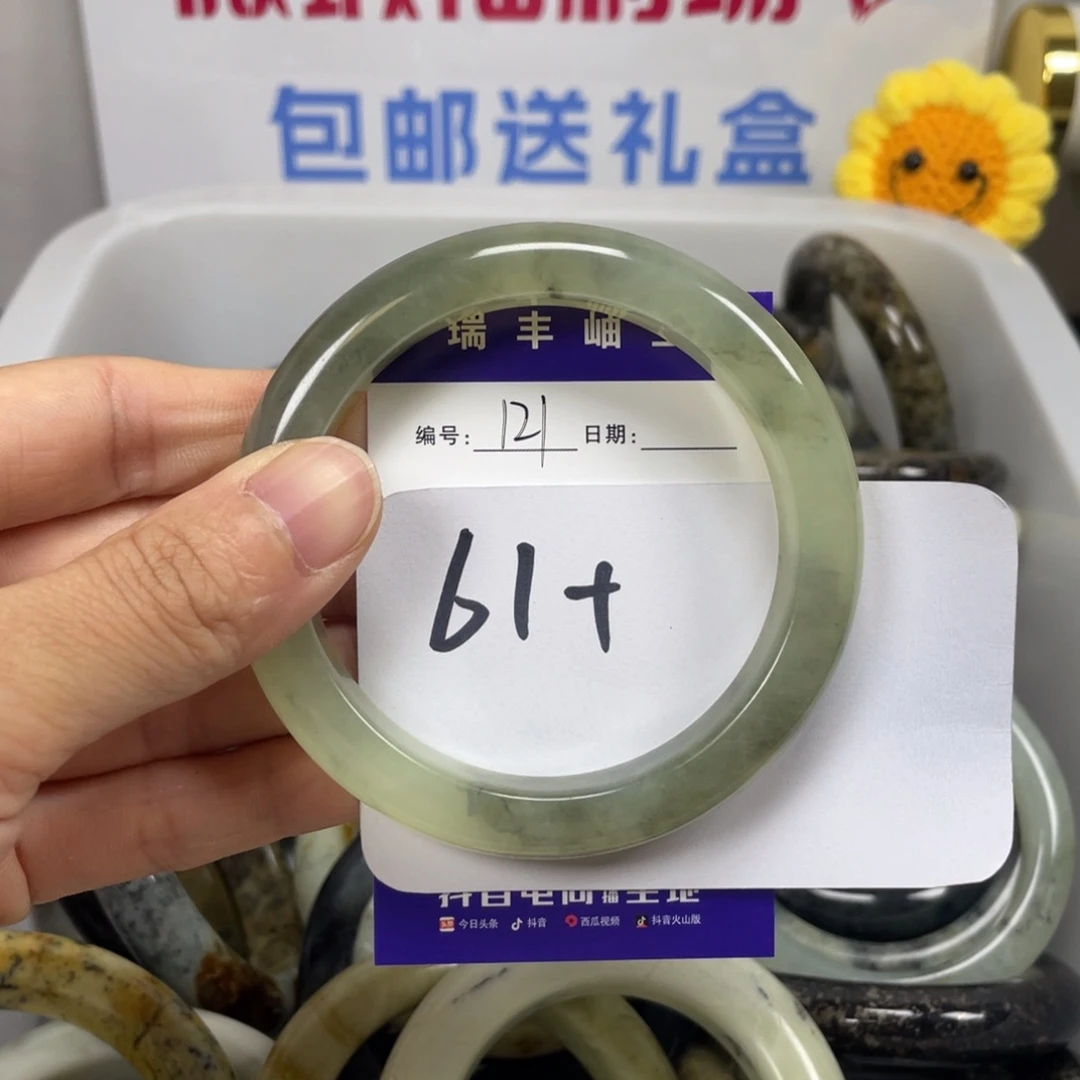 包邮送礼盒
瑞丰岫
编号: 121 日期:
61+
今日头条 抖音 西瓜视频 抖音火山版